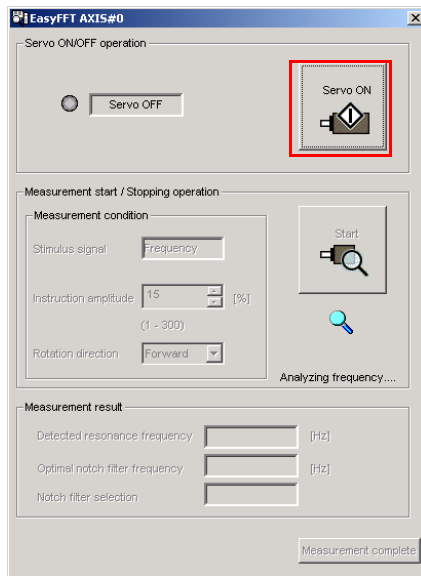 EasyFFT AXIS#0
Servo ON/OFF operation
Servo OFF
Servo ON
Measurement start / Stopping operation
Measurement condition
Stimulus signal Frequency
Instruction amplitude 15 [%]
(1 - 300)
Rotation direction Forward
Start
Analyzing frequency....
Measurement result
Detected resonance frequency [Hz]
Optimal notch filter frequency [Hz]
Notch filter selection
Measurement complete